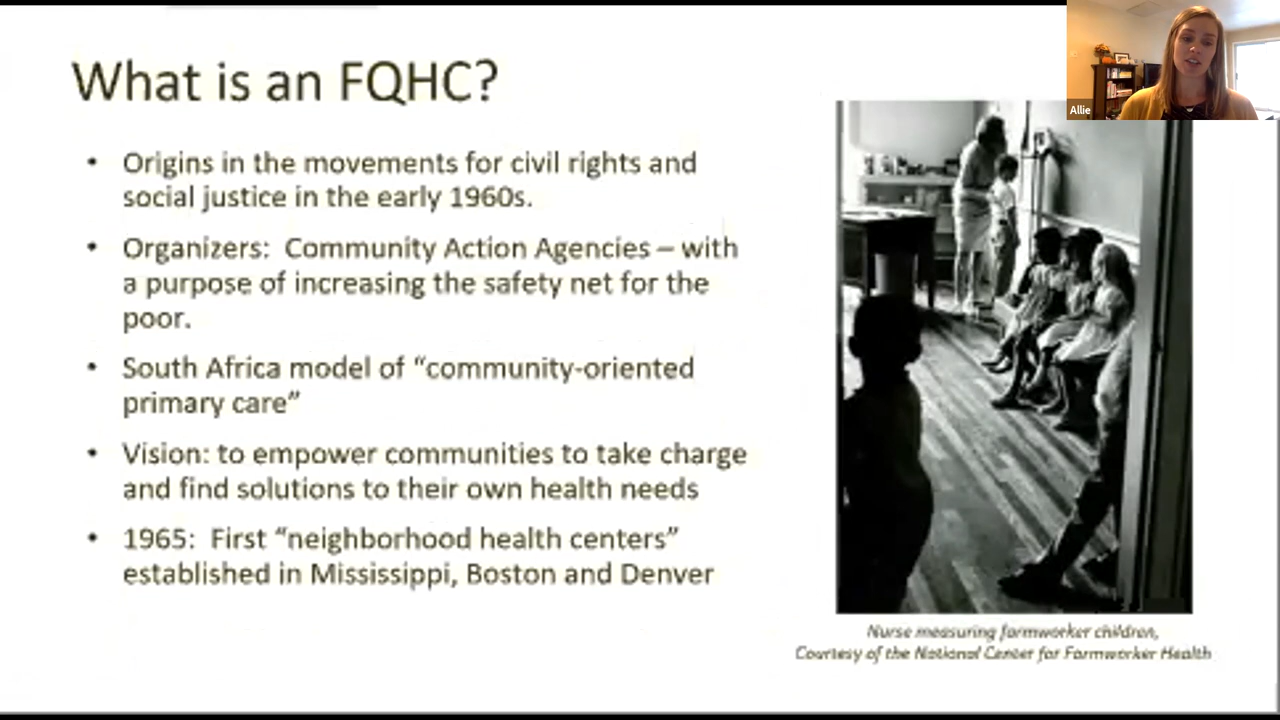 What is an FQHC?
• Origins in the movements for civil rights and
social justice in the early 1960s.
• Organizers:  Community Action Agencies – with
a purpose of increasing the safety net for the
poor.
• South Africa model of “community-oriented
primary care”
• Vision: to empower communities to take charge
and find solutions to their own health needs
• 1965:  First “neighborhood health centers”
established in Mississippi, Boston and Denver
Allie
Nurse measuring farmworker children,
Courtesy of the National Center for Farmworker Health